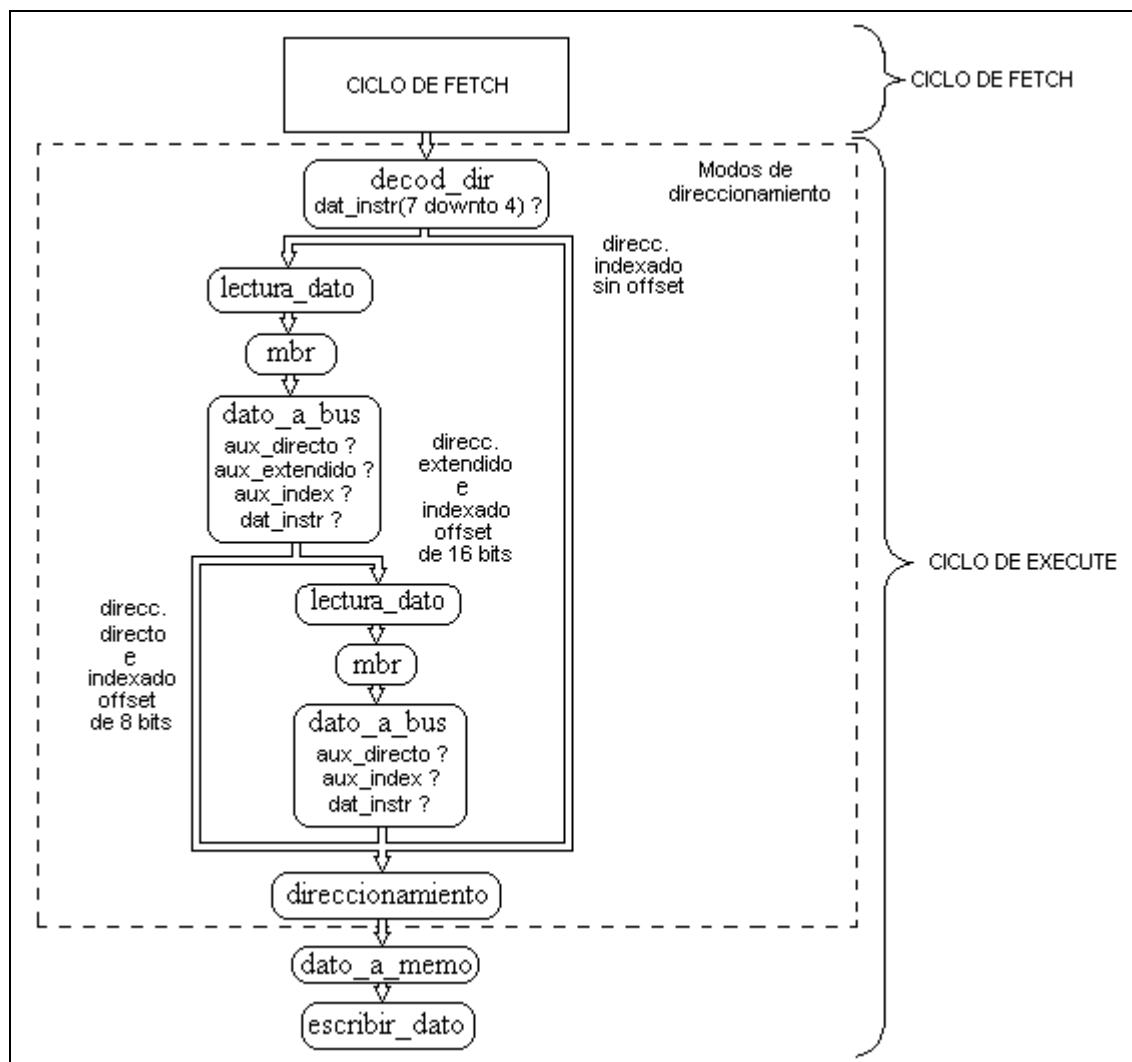 CICLO DE FETCH
CICLO DE FETCH
decod_dir
dat_instr(7 downto 4) ?
Modos de
direccionamiento
direcc.
indexado
sin offset
lectura_dato
mbr
dato_a_bus
aux_directo ?
aux_extendido ?
aux_index ?
dat_instr ?
direcc.
extendido
e
indexado
offset
de 16 bits
CICLO DE EXECUTE
direcc.
directo
e
indexado
offset
de 8 bits
lectura_dato
mbr
dato_a_bus
aux_directo ?
aux_index ?
dat_instr ?
direccionamiento
dato_a_memo
escribir_dato